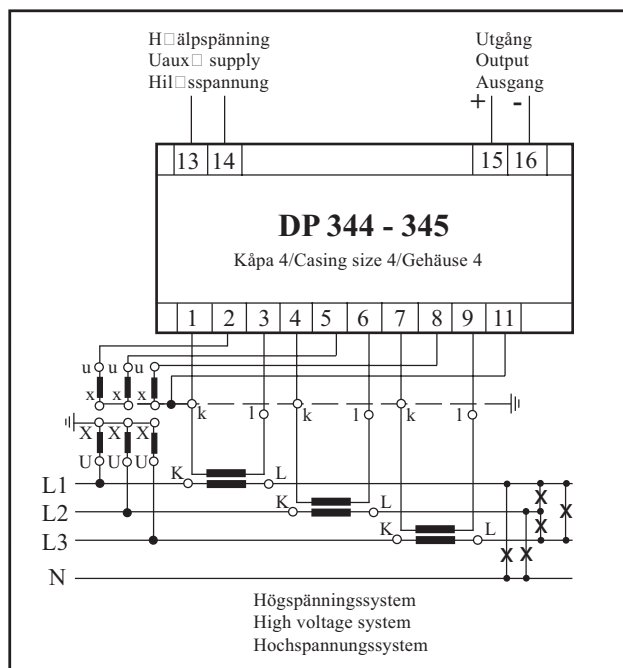 H□älpspänning Utgång
Uaux□ supply Output
Hil□sspannung Ausgang
+ -
13 14 15 16
DP 344 - 345
Kåpa 4/Casing size 4/Gehäuse 4
1 2 3 4 5 6 7 8 9 11
u u u
x x x
k l k l k l
X X X
U U U
K L
L1
K L
L2
K L
L3
X X X X X
N
Högspänningssystem
High voltage system
Hochspannungssystem